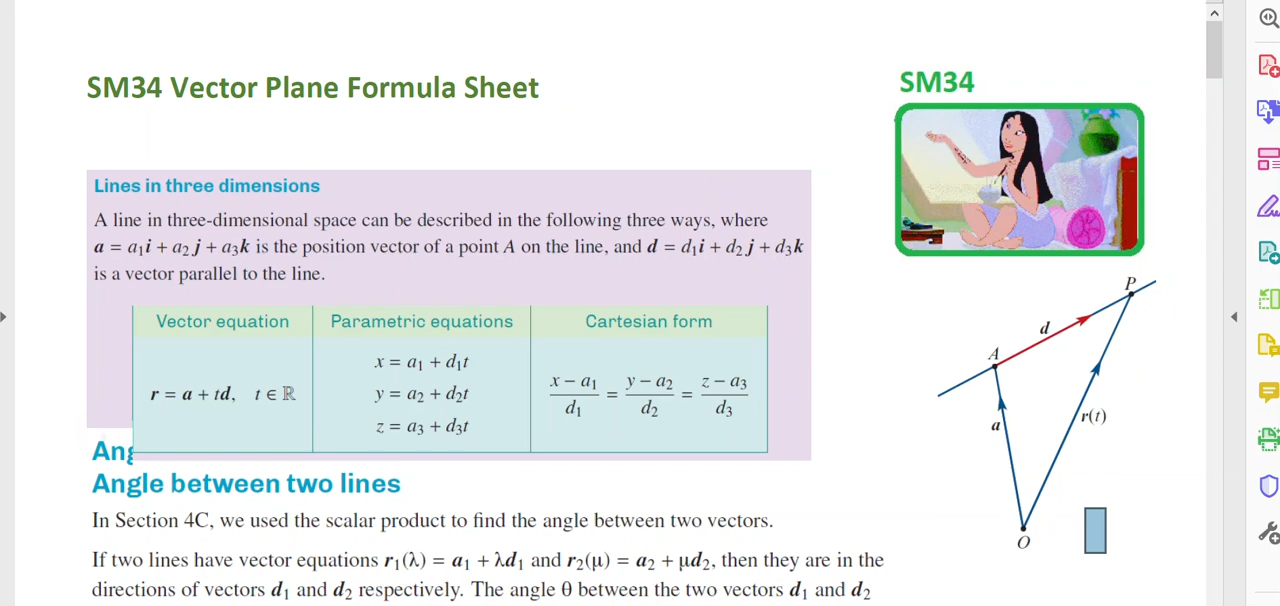 SM34 Vector Plane Formula Sheet
SM34
Lines in three dimensions
A line in three-dimensional space can be described in the following three ways, where
a = a₁i + a₂j + a₃k is the position vector of a point A on the line, and d = d₁i + d₂j + d₃k
is a vector parallel to the line.
Vector equation
Parametric equations
Cartesian form
r = a + td, t ∈ ℝ
x = a₁ + d₁t
y = a₂ + d₂t
z = a₃ + d₃t
(x − a₁)/d₁ = (y − a₂)/d₂ = (z − a₃)/d₃
P
d
A
a
r(t)
O
Ang
Angle between two lines
In Section 4C, we used the scalar product to find the angle between two vectors.
If two lines have vector equations r₁(λ) = a₁ + λd₁ and r₂(μ) = a₂ + μd₂, then they are in the
directions of vectors d₁ and d₂ respectively. The angle θ between the two vectors d₁ and d₂